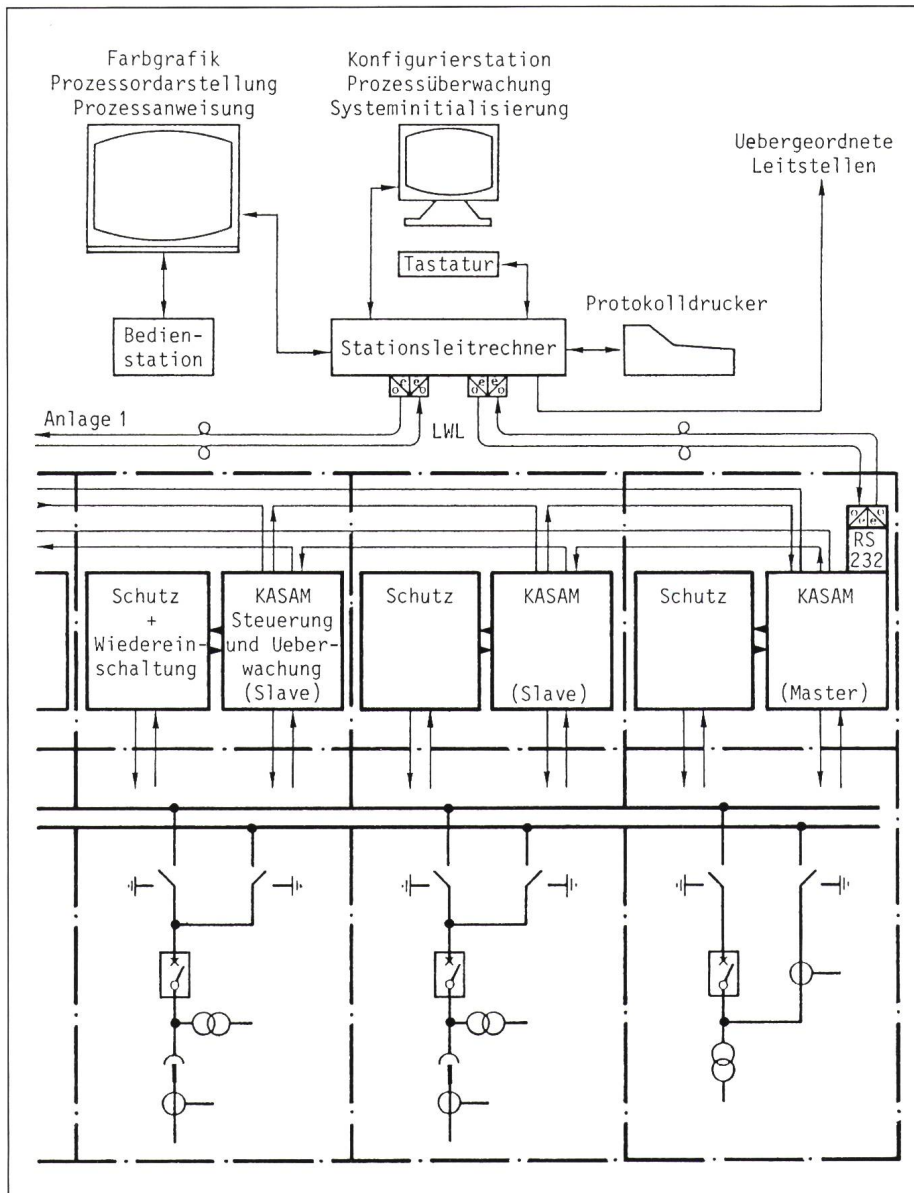 Farbgrafik
Prozessordarstellung
Prozessanweisung
Konfigurierstation
Prozessüberwachung
Systeminitialisierung
Uebergeordnete
Leitstellen
Tastatur
Protokolldrucker
Bedien-
station
Stationsleitrechner
o e e o
o e e o
Anlage 1
LWL
o e e o
RS
232
Schutz
+
Wiederein-
schaltung
KASAM
Steuerung
und Ueber-
wachung
(Slave)
Schutz
KASAM
(Slave)
Schutz
KASAM
(Master)